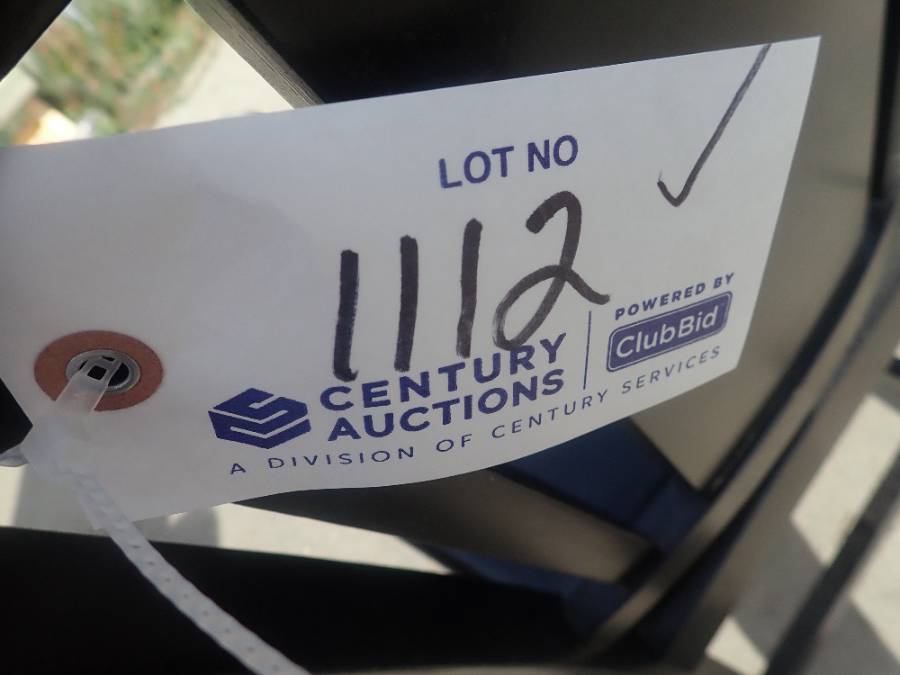 LOT NO
1112
CENTURY
AUCTIONS
A DIVISION OF CENTURY SERVICES
POWERED BY
ClubBid